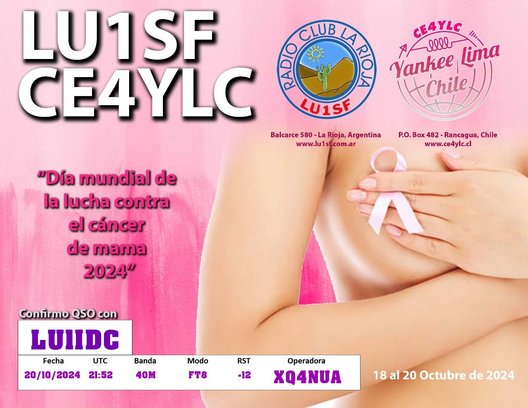 LU1SF
CE4YLC
RADIO CLUB LA RIOJA
LU1SF
CE4YLC
Yankee Lima
Chile
Balcarce 580 - La Rioja, Argentina
www.lu1sf.com.ar
P.O. Box 482 - Rancagua, Chile
www.ce4ylc.cl
“Día mundial de
la lucha contra
el cáncer
de mama
2024”
Confirmo QSO con
LU1IDC
Fecha UTC Banda Modo RST Operadora
20/10/2024 21:52 40M FT8 -12 XQ4NUA
18 al 20 Octubre de 2024